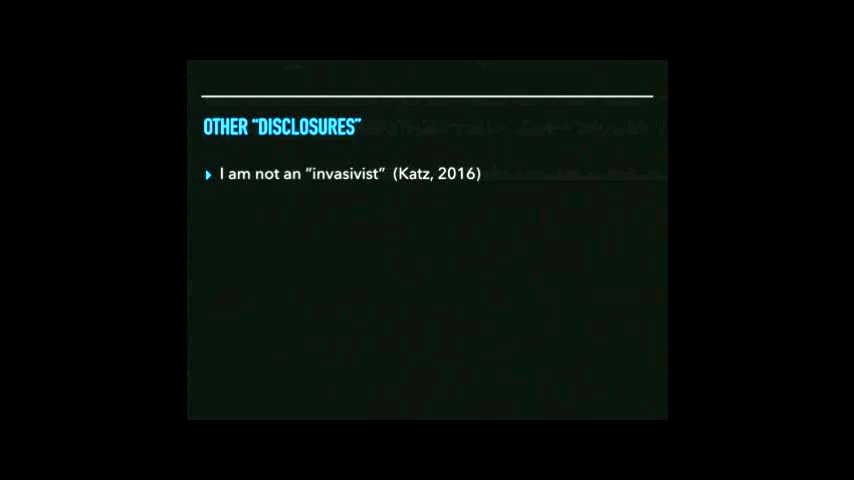 OTHER “DISCLOSURES”
I am not an “invasivist” (Katz, 2016)